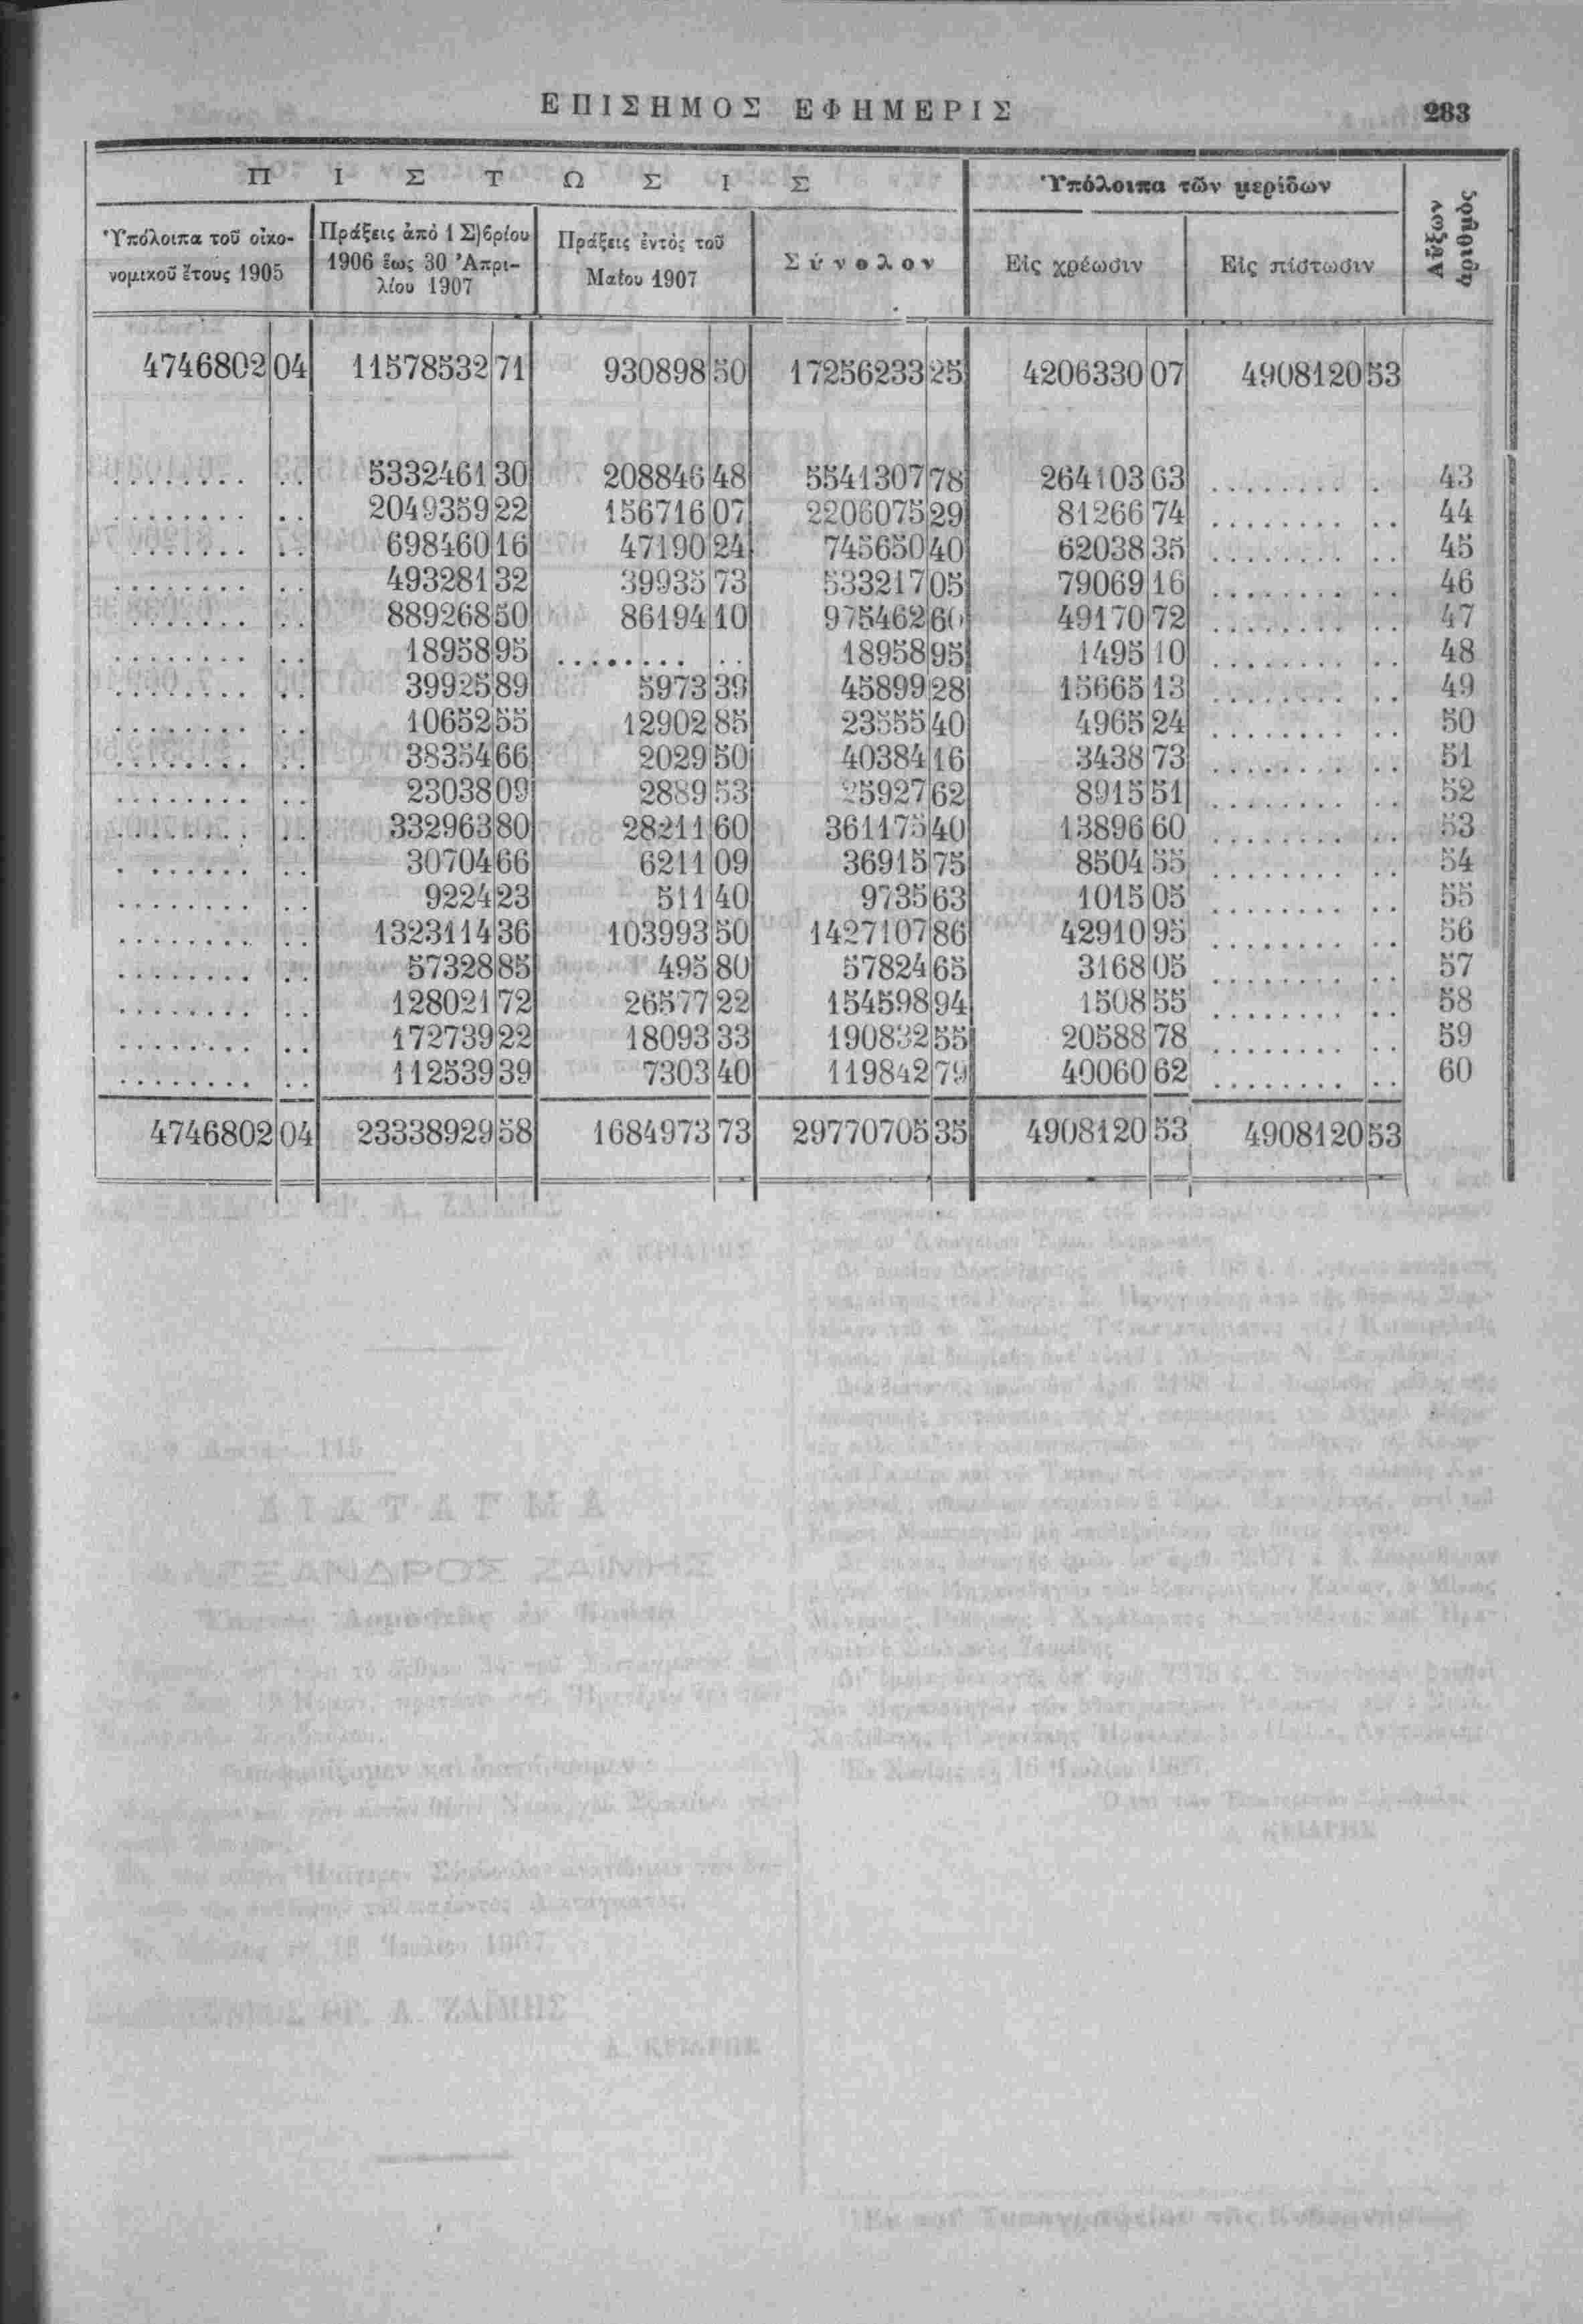 ΕΠΙΣΗΜΟΣ ΕΦΗΜΕΡΙΣ 283
ΠΙΣΤΩΣΙΣ Ὑπόλοιπα τῶν μερίδων Αὔξων ἀριθμὸς
Ὑπόλοιπα τοῦ οἰκο- Πράξεις ἀπὸ 1 Σ)βρίου Πράξεις ἐντὸς τοῦ Σύνολον Εἰς χρέωσιν Εἰς πίστωσιν
νομικοῦ ἔτους 1905 1906 ἕως 30 Ἀπρι- Μαΐου 1907
λίου 1907
4746802 04 11578532 71 930898 50 17256233 25 4206330 07 4908120 53
........ .. 5332461 30 208846 48 5541307 78 264103 63 ........ . 43
........ .. 2049359 22 156716 07 2206075 29 81266 74 ........ .. 44
....... .. 698460 16 47190 24 745650 40 62038 35 ........ .. 45
........ .. 493281 32 39935 73 533217 05 79069 16 ........ .. 46
....... .. 889268 50 86194 10 975462 60 49170 72 ........ .. 47
........ .. 18958 95 ........ .. 18958 95 1495 10 ........ .. 48
........ .. 39925 89 5973 39 45899 28 15665 13 ........ .. 49
........ .. 10652 55 12902 85 23555 40 4965 24 ........ .. 50
........ .. 38354 66 2029 50 40384 16 3438 73 ........ .. 51
........ .. 23038 09 2889 53 25927 62 8915 51 ........ .. 52
........ .. 332963 80 28211 60 361175 40 13896 60 ........ .. 53
. ...... .. 30704 66 6211 09 36915 75 8504 55 ........ .. 54
........ .. 9224 23 511 40 9735 63 1015 05 ........ .. 55
........ .. 1323114 36 103993 50 1427107 86 42910 95 ........ .. 56
........ .. 57328 85 495 80 57824 65 3168 05 ........ .. 57
........ .. 128021 72 26577 22 154598 94 1508 55 ........ .. 58
........ .. 172739 22 18093 33 190832 55 20588 78 ........ .. 59
........ .. 112539 39 7303 40 119842 79 40060 62 ........ .. 60
4746802 04 23338929 58 1684973 73 29770705 35 4908120 53 4908120 53